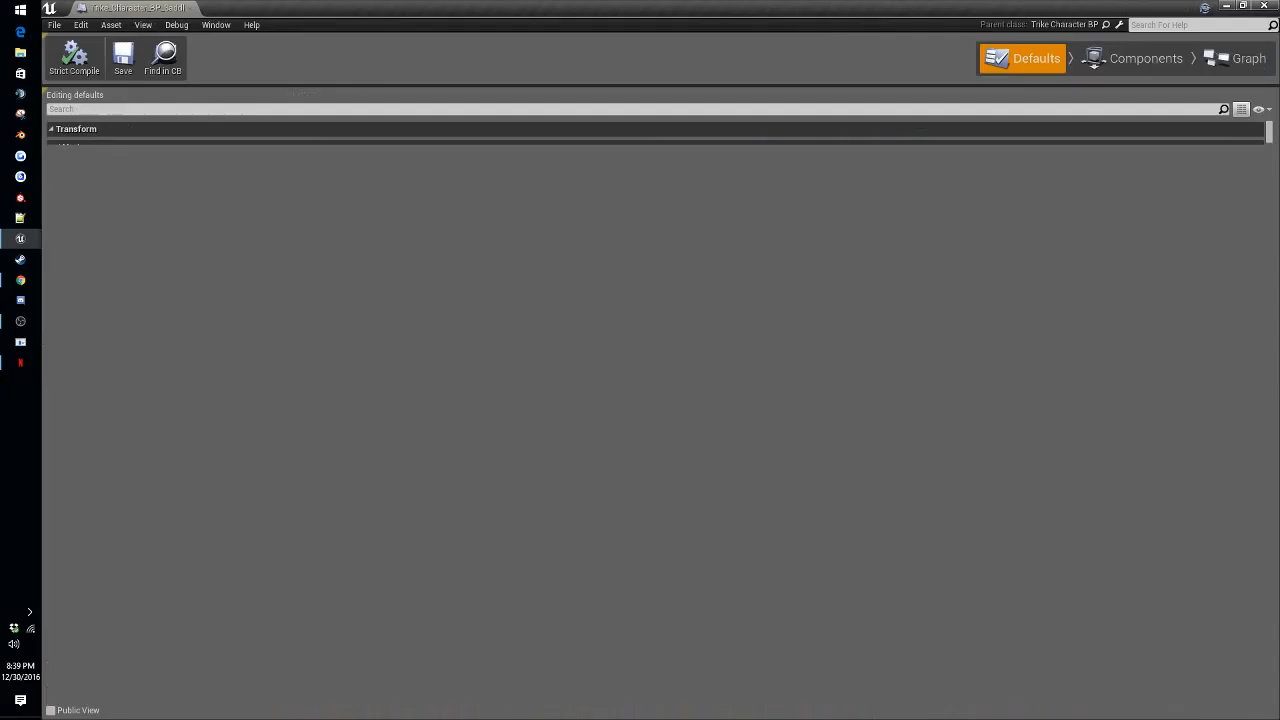 Trike_Character_BP_Saddl
File Edit Asset View Debug Window Help
Parent class: Trike Character BP
Search For Help
Strict Compile Save Find in CB
Defaults Components Graph
Editing defaults
Search
Transform
Public View
8:39 PM
12/30/2016